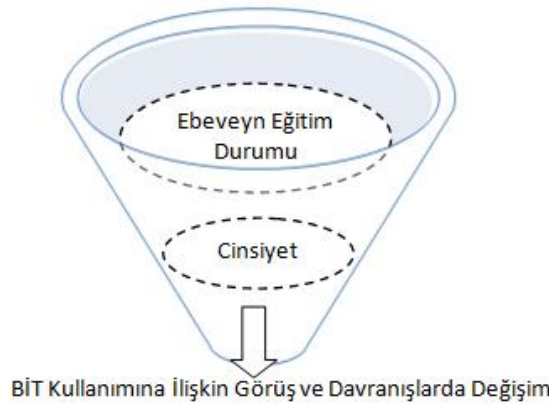 Ebeveyn Eğitim
Durumu
Cinsiyet
BİT Kullanımına İlişkin Görüş ve Davranışlarda Değişim